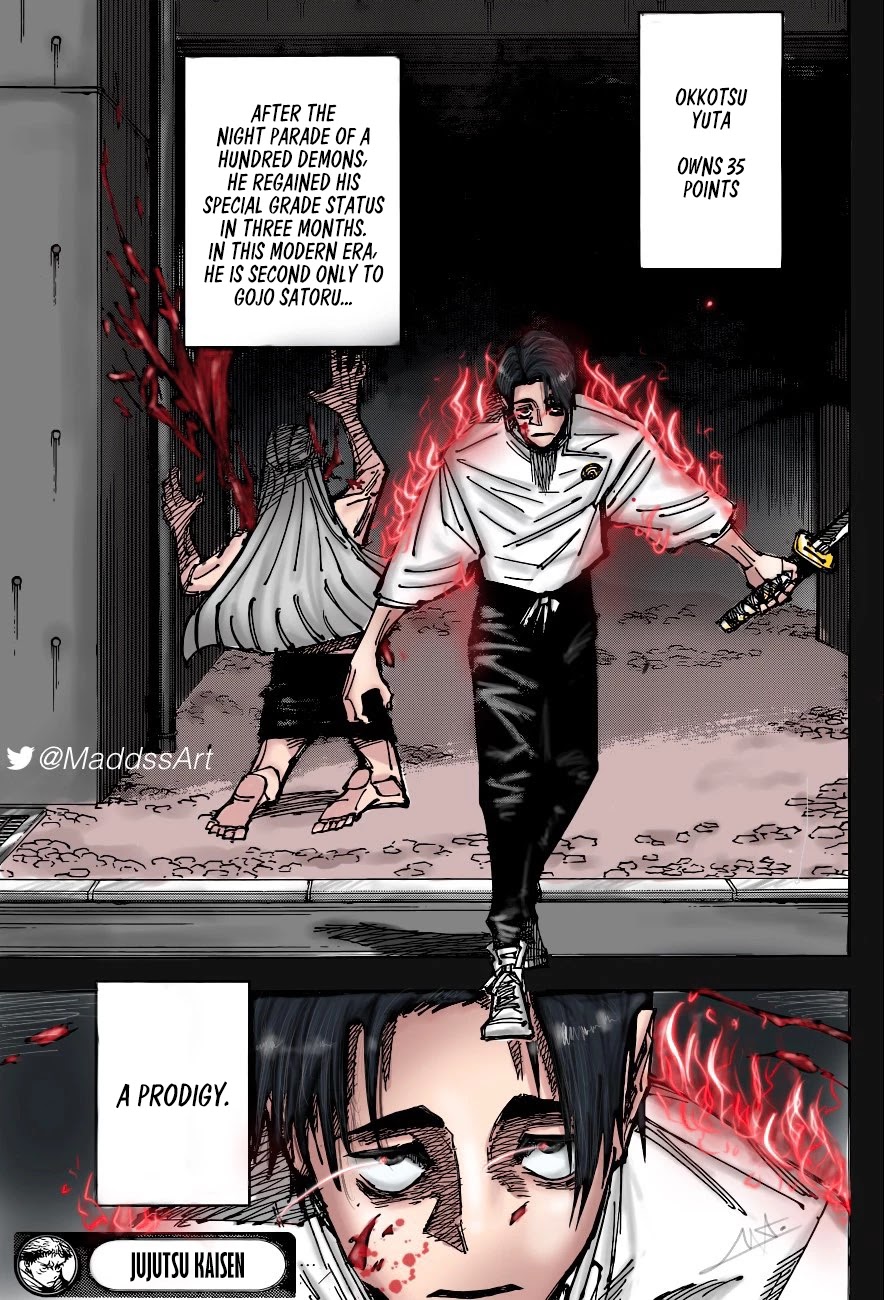 OKKOTSU
YUTA
OWNS 35
POINTS
AFTER THE
NIGHT PARADE OF A
HUNDRED DEMONS,
HE REGAINED HIS
SPECIAL GRADE STATUS
IN THREE MONTHS.
IN THIS MODERN ERA,
HE IS SECOND ONLY TO
GOJO SATORU...
@MaddssArt
A PRODIGY.
JUJUTSU KAISEN